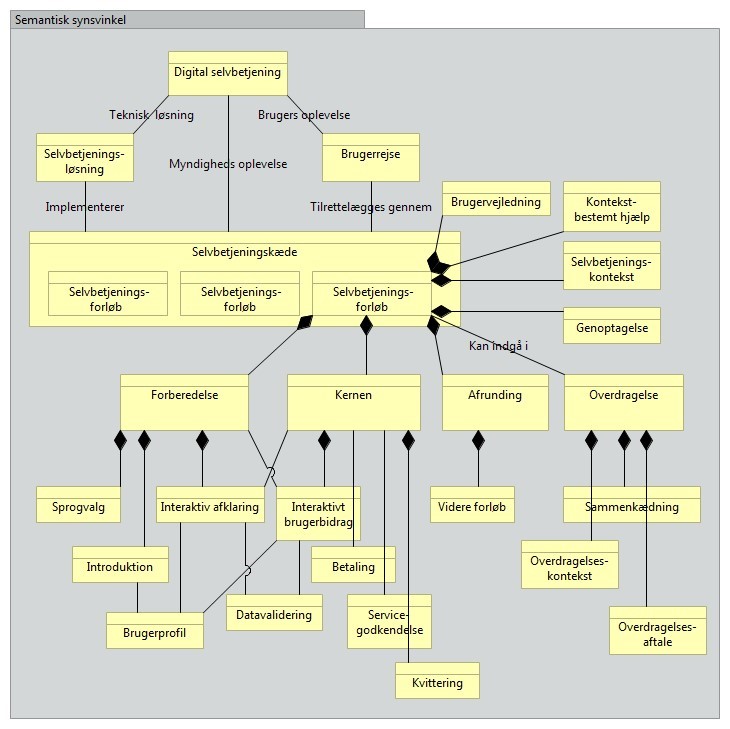 Semantisk synsvinkel
Digital selvbetjening
Teknisk løsning
Brugers oplevelse
Selvbetjenings-
løsning
Myndigheds oplevelse
Brugerrejse
Implementerer
Tilrettelægges gennem
Brugervejledning
Kontekst-
bestemt hjælp
Selvbetjeningskæde
Selvbetjenings-
kontekst
Selvbetjenings-
forløb
Selvbetjenings-
forløb
Selvbetjenings-
forløb
Genoptagelse
Kan indgå i
Forberedelse
Kernen
Afrunding
Overdragelse
Sprogvalg
Interaktiv afklaring
Interaktivt
brugerbidrag
Videre forløb
Sammenkædning
Introduktion
Betaling
Overdragelses-
kontekst
Brugerprofil
Datavalidering
Service-
godkendelse
Overdragelses-
aftale
Kvittering